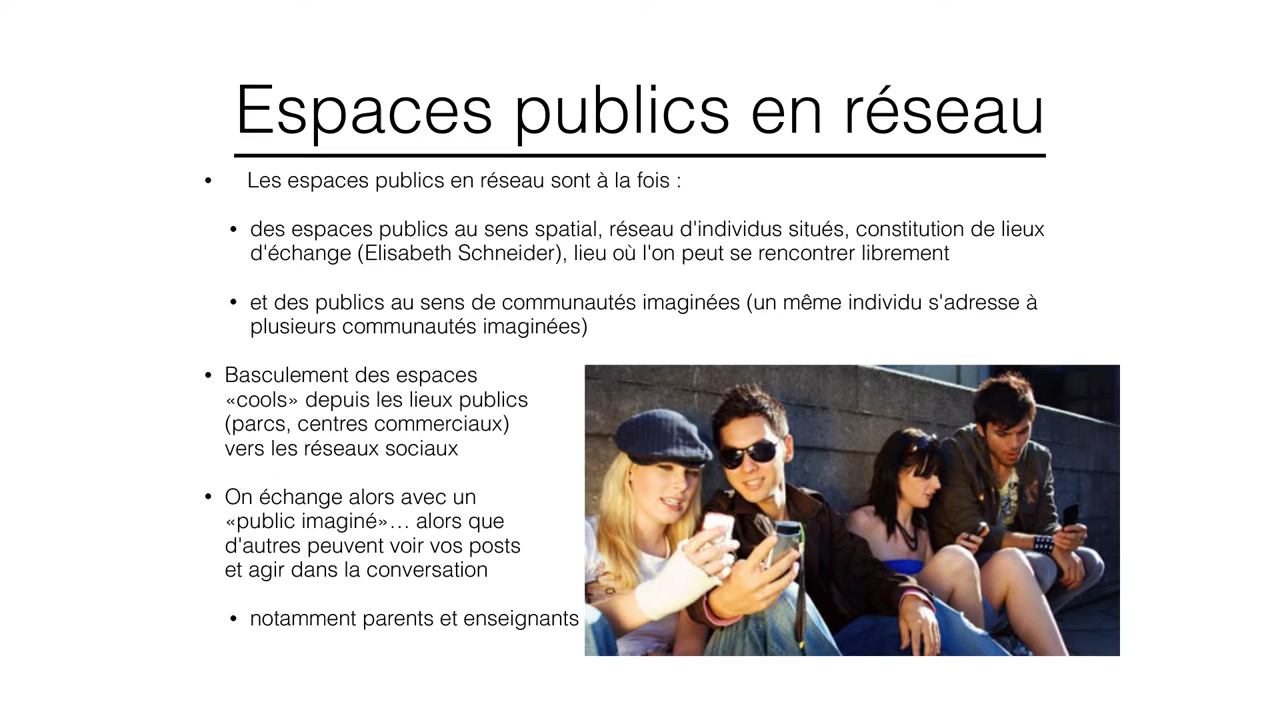 Espaces publics en réseau
• Les espaces publics en réseau sont à la fois :
• des espaces publics au sens spatial, réseau d'individus situés, constitution de lieux
d'échange (Elisabeth Schneider), lieu où l'on peut se rencontrer librement
• et des publics au sens de communautés imaginées (un même individu s'adresse à
plusieurs communautés imaginées)
• Basculement des espaces
«cools» depuis les lieux publics
(parcs, centres commerciaux)
vers les réseaux sociaux
• On échange alors avec un
«public imaginé»… alors que
d'autres peuvent voir vos posts
et agir dans la conversation
• notamment parents et enseignants